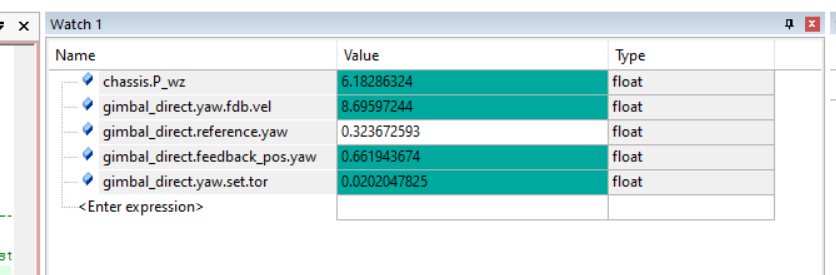 Watch 1
Name Value Type
chassis.P_wz 6.18286324 float
gimbal_direct.yaw.fdb.vel 8.69597244 float
gimbal_direct.reference.yaw 0.323672593 float
gimbal_direct.feedback_pos.yaw 0.661943674 float
gimbal_direct.yaw.set.tor 0.0202047825 float
<Enter expression>
st